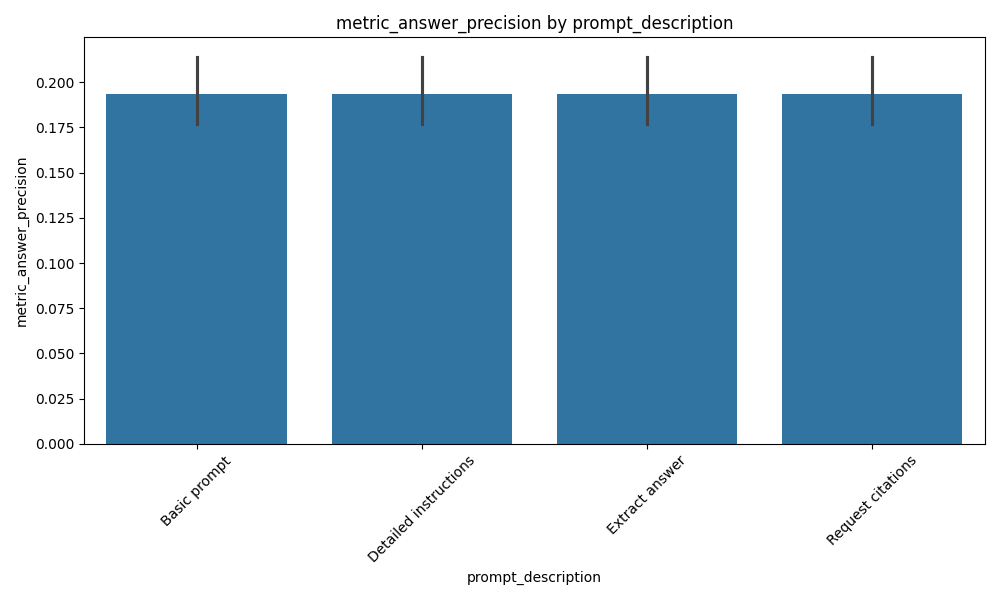 metric_answer_precision by prompt_description
metric_answer_precision
0.200
0.175
0.150
0.125
0.100
0.075
0.050
0.025
0.000
Basic prompt
Detailed instructions
Extract answer
Request citations
prompt_description